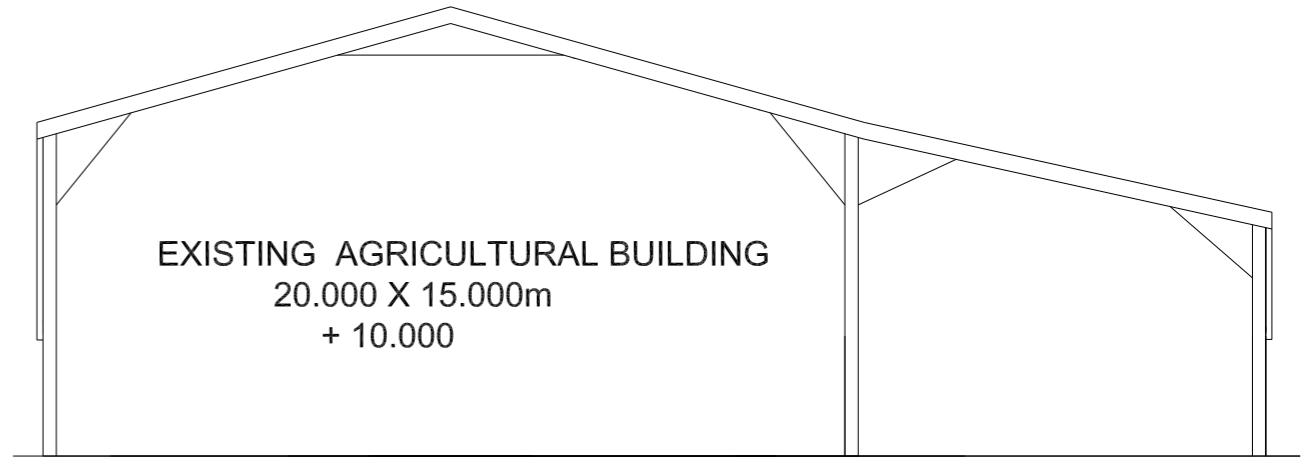 EXISTING AGRICULTURAL BUILDING
20.000 X 15.000m
+ 10.000